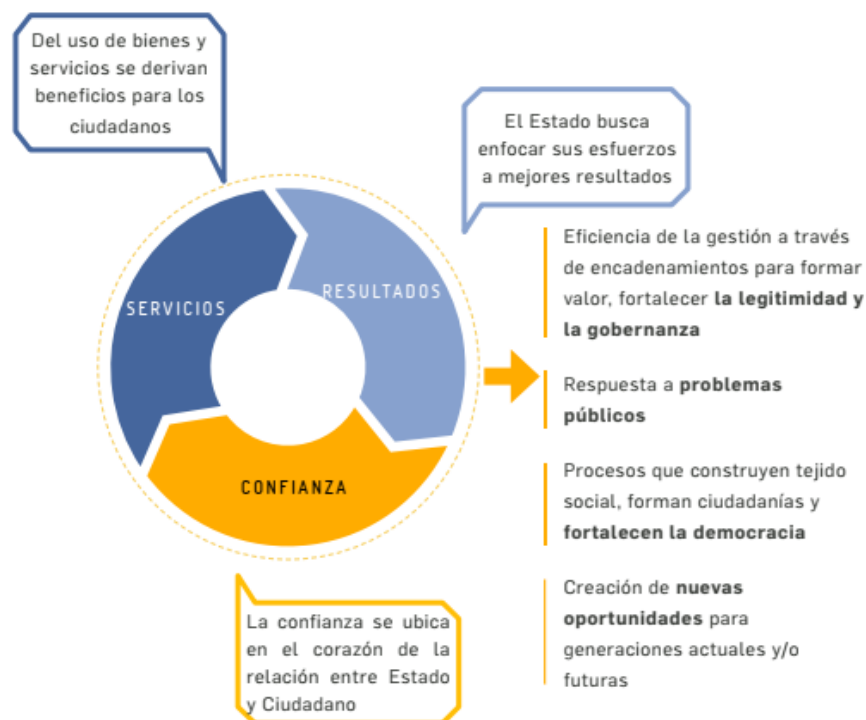 Del uso de bienes y
servicios se derivan
beneficios para los
ciudadanos
El Estado busca
enfocar sus esfuerzos
a mejores resultados
SERVICIOS
RESULTADOS
CONFIANZA
Eficiencia de la gestión a través
de encadenamientos para formar
valor, fortalecer la legitimidad y
la gobernanza
Respuesta a problemas
públicos
Procesos que construyen tejido
social, forman ciudadanías y
fortalecen la democracia
Creación de nuevas
oportunidades para
generaciones actuales y/o
futuras
La confianza se ubica
en el corazón de la
relación entre Estado
y Ciudadano